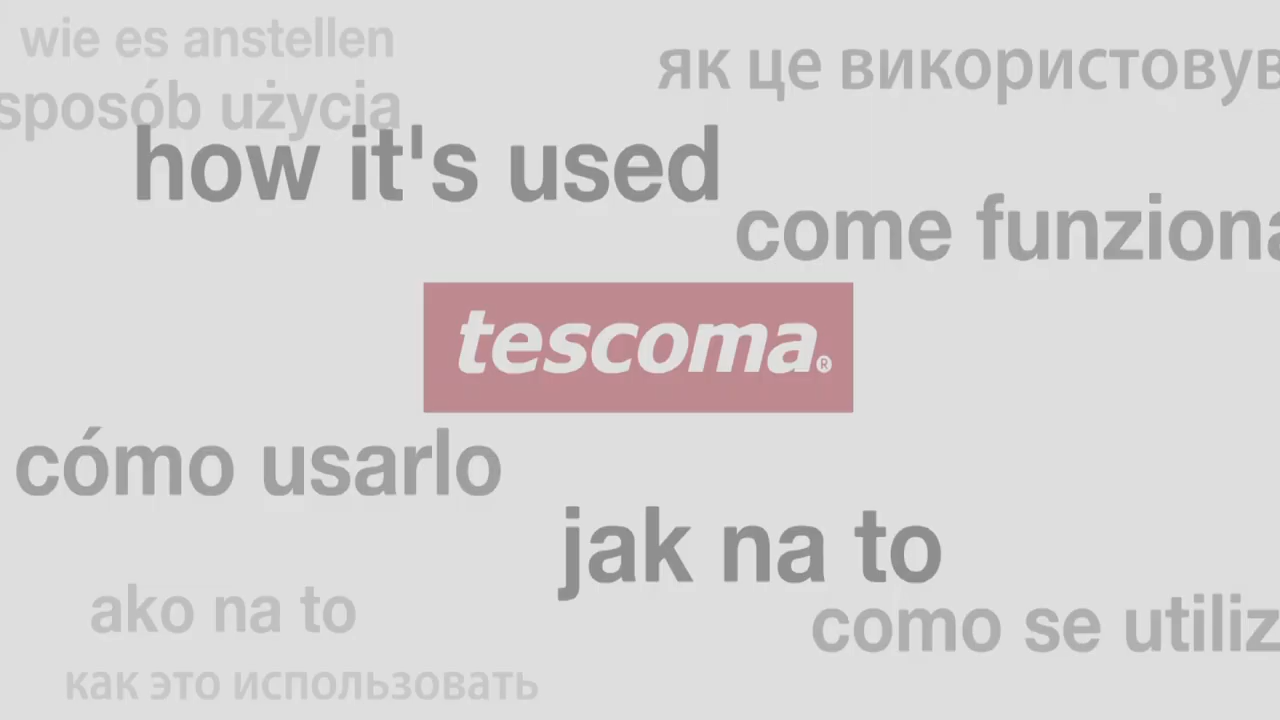 wie es anstellen
як це використовув
sposób użycia
how it's used
come funziona
tescoma®
cómo usarlo
jak na to
ako na to
como se utiliz
как это использовать